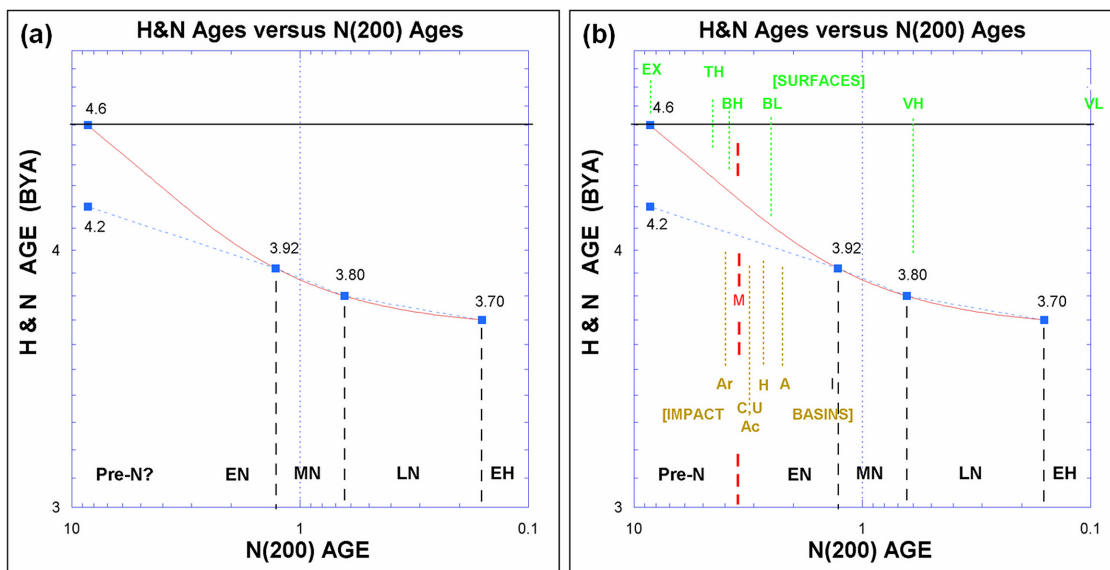 (a)
H&N Ages versus N(200) Ages
4.6
4.2
3.92
3.80
3.70
H & N AGE (BYA)
4
3
Pre-N?
EN
MN
LN
EH
10
1
0.1
N(200) AGE
(b)
H&N Ages versus N(200) Ages
EX
TH
[SURFACES]
BH
BL
VH
VL
4.6
4.2
3.92
3.80
3.70
H & N AGE (BYA)
4
M
Ar
H
A
I
[IMPACT
C,U
BASINS]
Ac
Pre-N
EN
MN
LN
EH
3
10
1
0.1
N(200) AGE